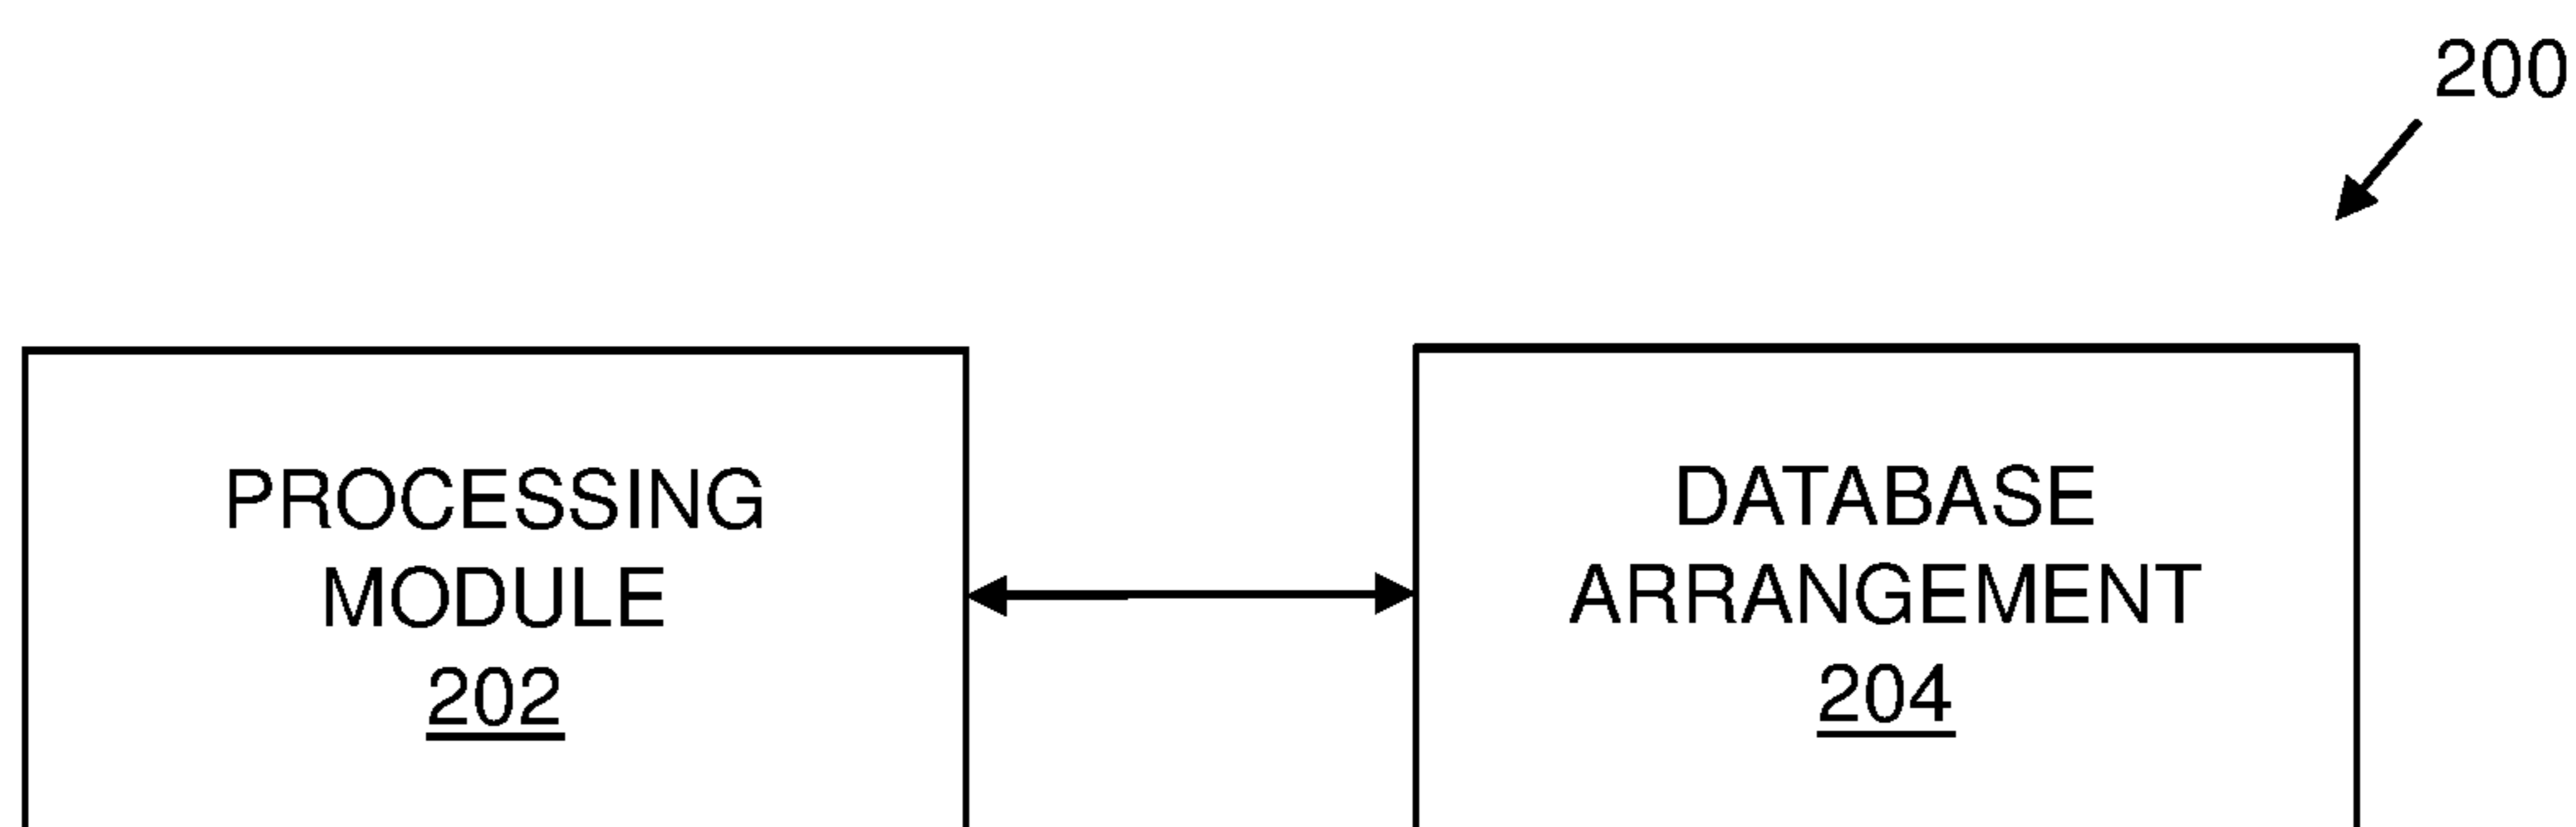 200
PROCESSING
MODULE
202
DATABASE
ARRANGEMENT
204